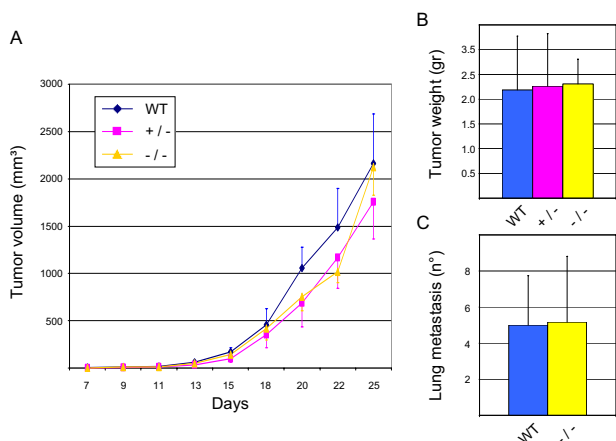 A
Tumor volume (mm³)
3000
2500
2000
1500
1000
500
WT
+ / -
- / -
7 9 11 13 15 18 20 22 25
Days
B
Tumor weight (gr)
3.5
2.5
2.0
1.5
1.0
0.5
WT +/- -/-
C
Lung metastasis (n°)
8
6
4
2
WT -/-